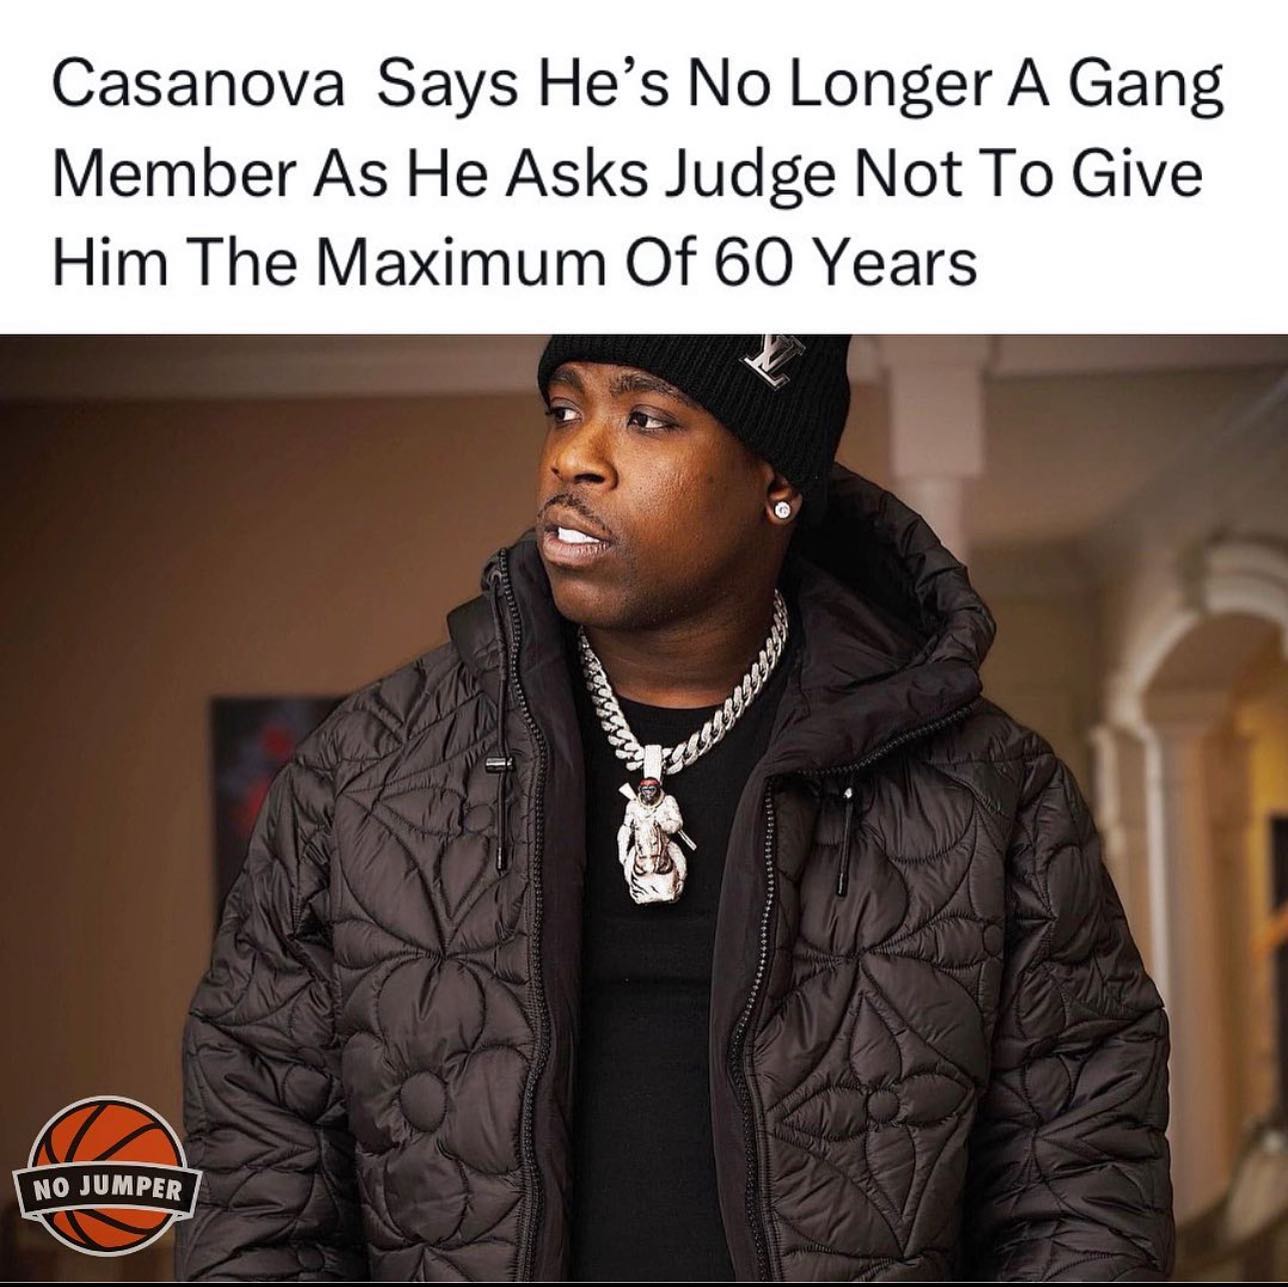 Casanova Says He’s No Longer A Gang
Member As He Asks Judge Not To Give
Him The Maximum Of 60 Years
LV
NO JUMPER